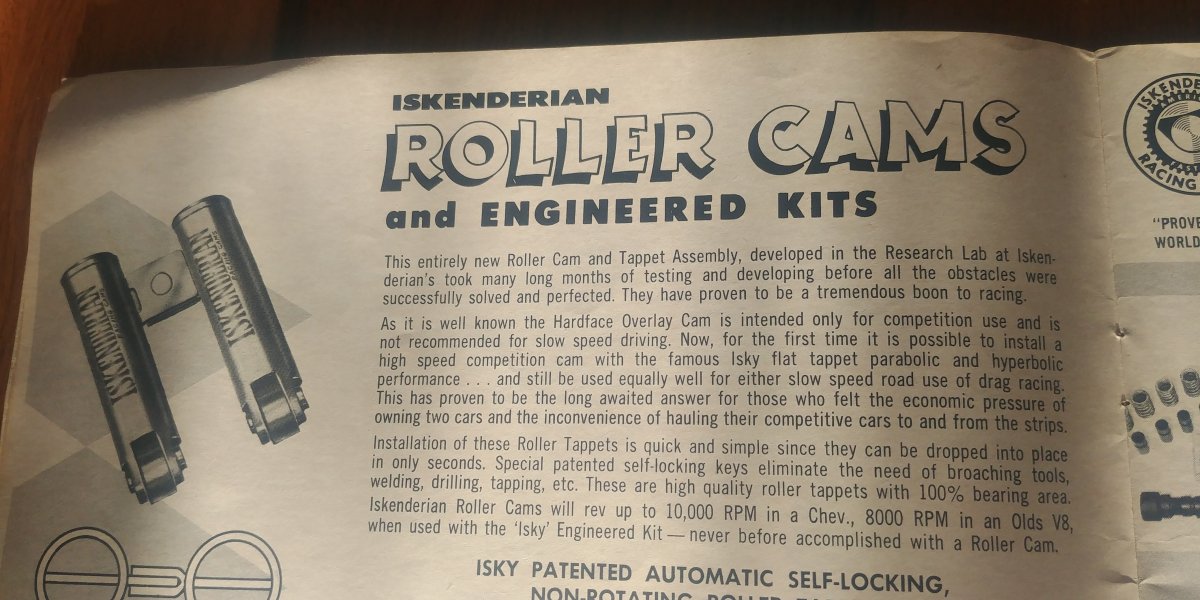 ISKENDERIAN
ROLLER CAMS
and ENGINEERED KITS
This entirely new Roller Cam and Tappet Assembly, developed in the Research Lab at Isken-
derian's took many long months of testing and developing before all the obstacles were
successfully solved and perfected. They have proven to be a tremendous boon to racing.
As it is well known the Hardface Overlay Cam is intended only for competition use and is
not recommended for slow speed driving. Now, for the first time it is possible to install a
high speed competition cam with the famous Isky flat tappet parabolic and hyperbolic
performance . . . and still be used equally well for either slow speed road use of drag racing.
This has proven to be the long awaited answer for those who felt the economic pressure of
owning two cars and the inconvenience of hauling their competitive cars to and from the strips.
Installation of these Roller Tappets is quick and simple since they can be dropped into place
in only seconds. Special patented self-locking keys eliminate the need of broaching tools,
welding, drilling, tapping, etc. These are high quality roller tappets with 100% bearing area.
Iskenderian Roller Cams will rev up to 10,000 RPM in a Chev., 8000 RPM in an Olds V8,
when used with the 'Isky' Engineered Kit — never before accomplished with a Roller Cam.
ISKY PATENTED AUTOMATIC SELF-LOCKING,
NON-ROTATING ROLLER
ISKENDERIAN
RACING CAMS
ISKENDERIAN
RACING CAMS
RACING
"PROVE
WORLD